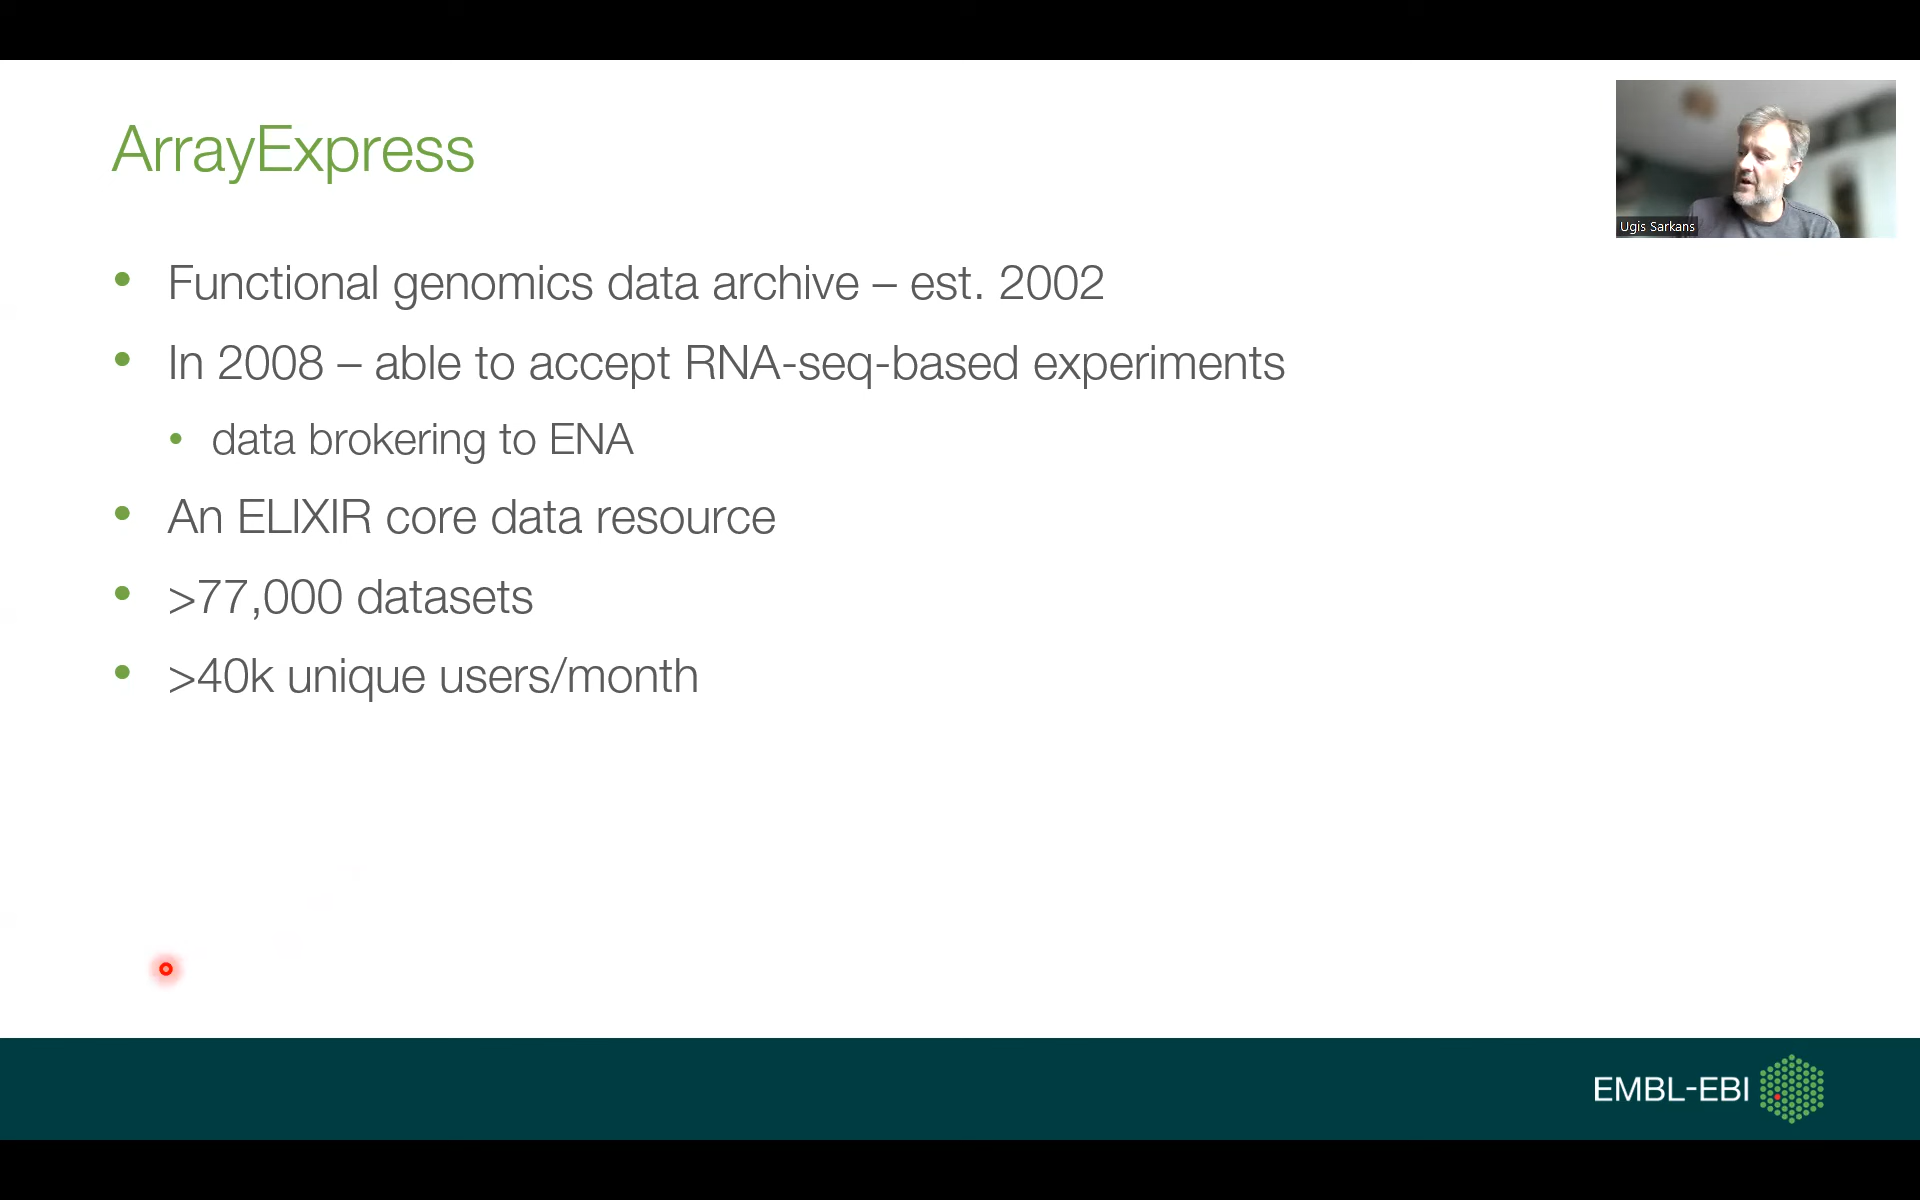 ArrayExpress
Ugis Sarkans
• Functional genomics data archive – est. 2002
• In 2008 – able to accept RNA-seq-based experiments
• data brokering to ENA
• An ELIXIR core data resource
• >77,000 datasets
• >40k unique users/month
EMBL-EBI